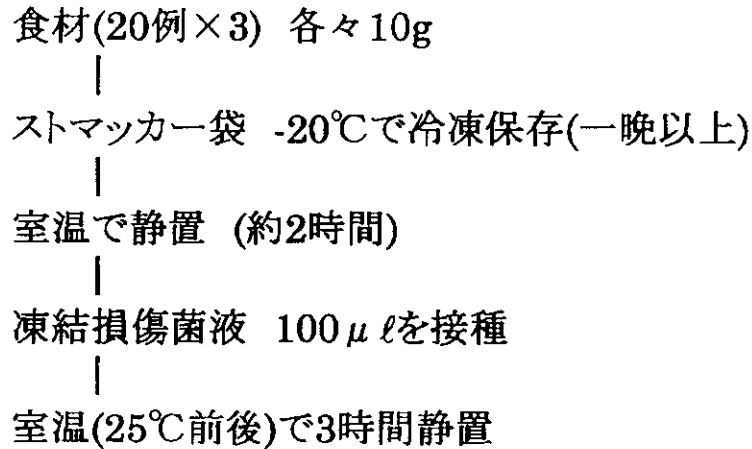 食材(20例×3) 各々10g
ストマッカー袋 -20℃で冷凍保存(一晩以上)
室温で静置 (約2時間)
凍結損傷菌液 100μℓを接種
室温(25℃前後)で3時間静置